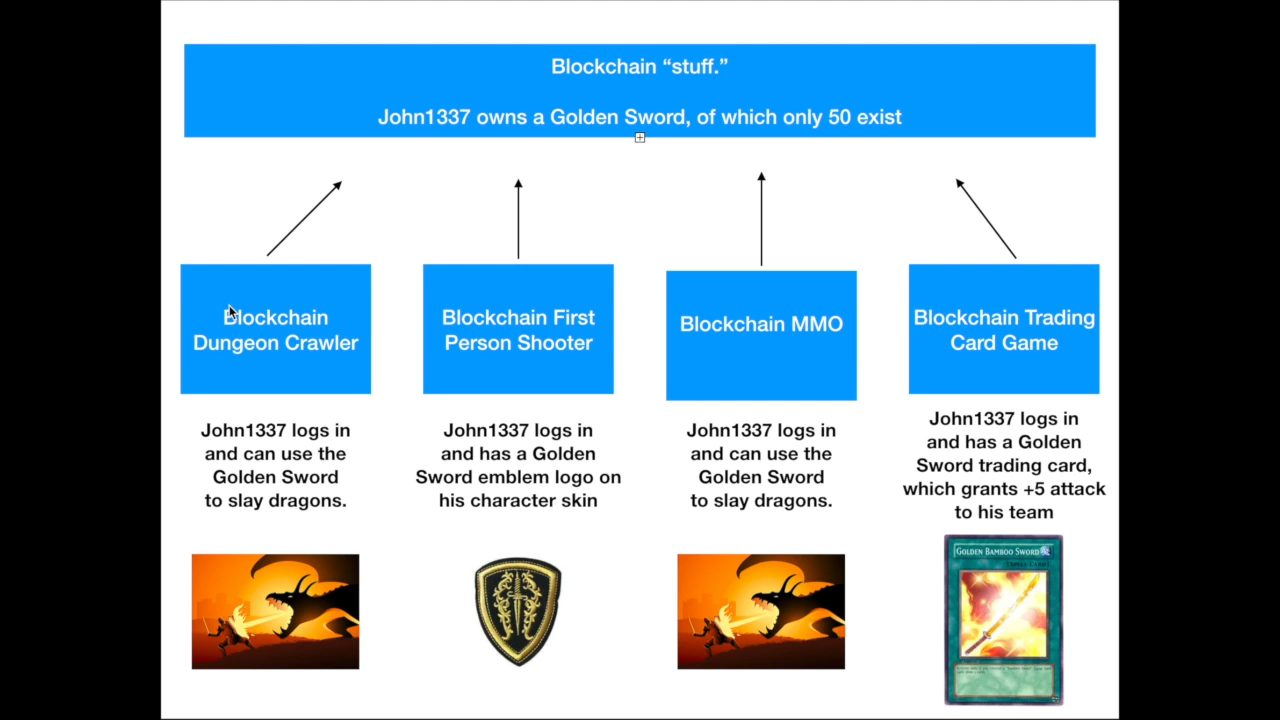 Blockchain “stuff.”
John1337 owns a Golden Sword, of which only 50 exist
Blockchain
Dungeon Crawler
Blockchain First
Person Shooter
Blockchain MMO
Blockchain Trading
Card Game
John1337 logs in
and can use the
Golden Sword
to slay dragons.
John1337 logs in
and has a Golden
Sword emblem logo on
his character skin
John1337 logs in
and can use the
Golden Sword
to slay dragons.
John1337 logs in
and has a Golden
Sword trading card,
which grants +5 attack
to his team
Golden Bamboo Sword